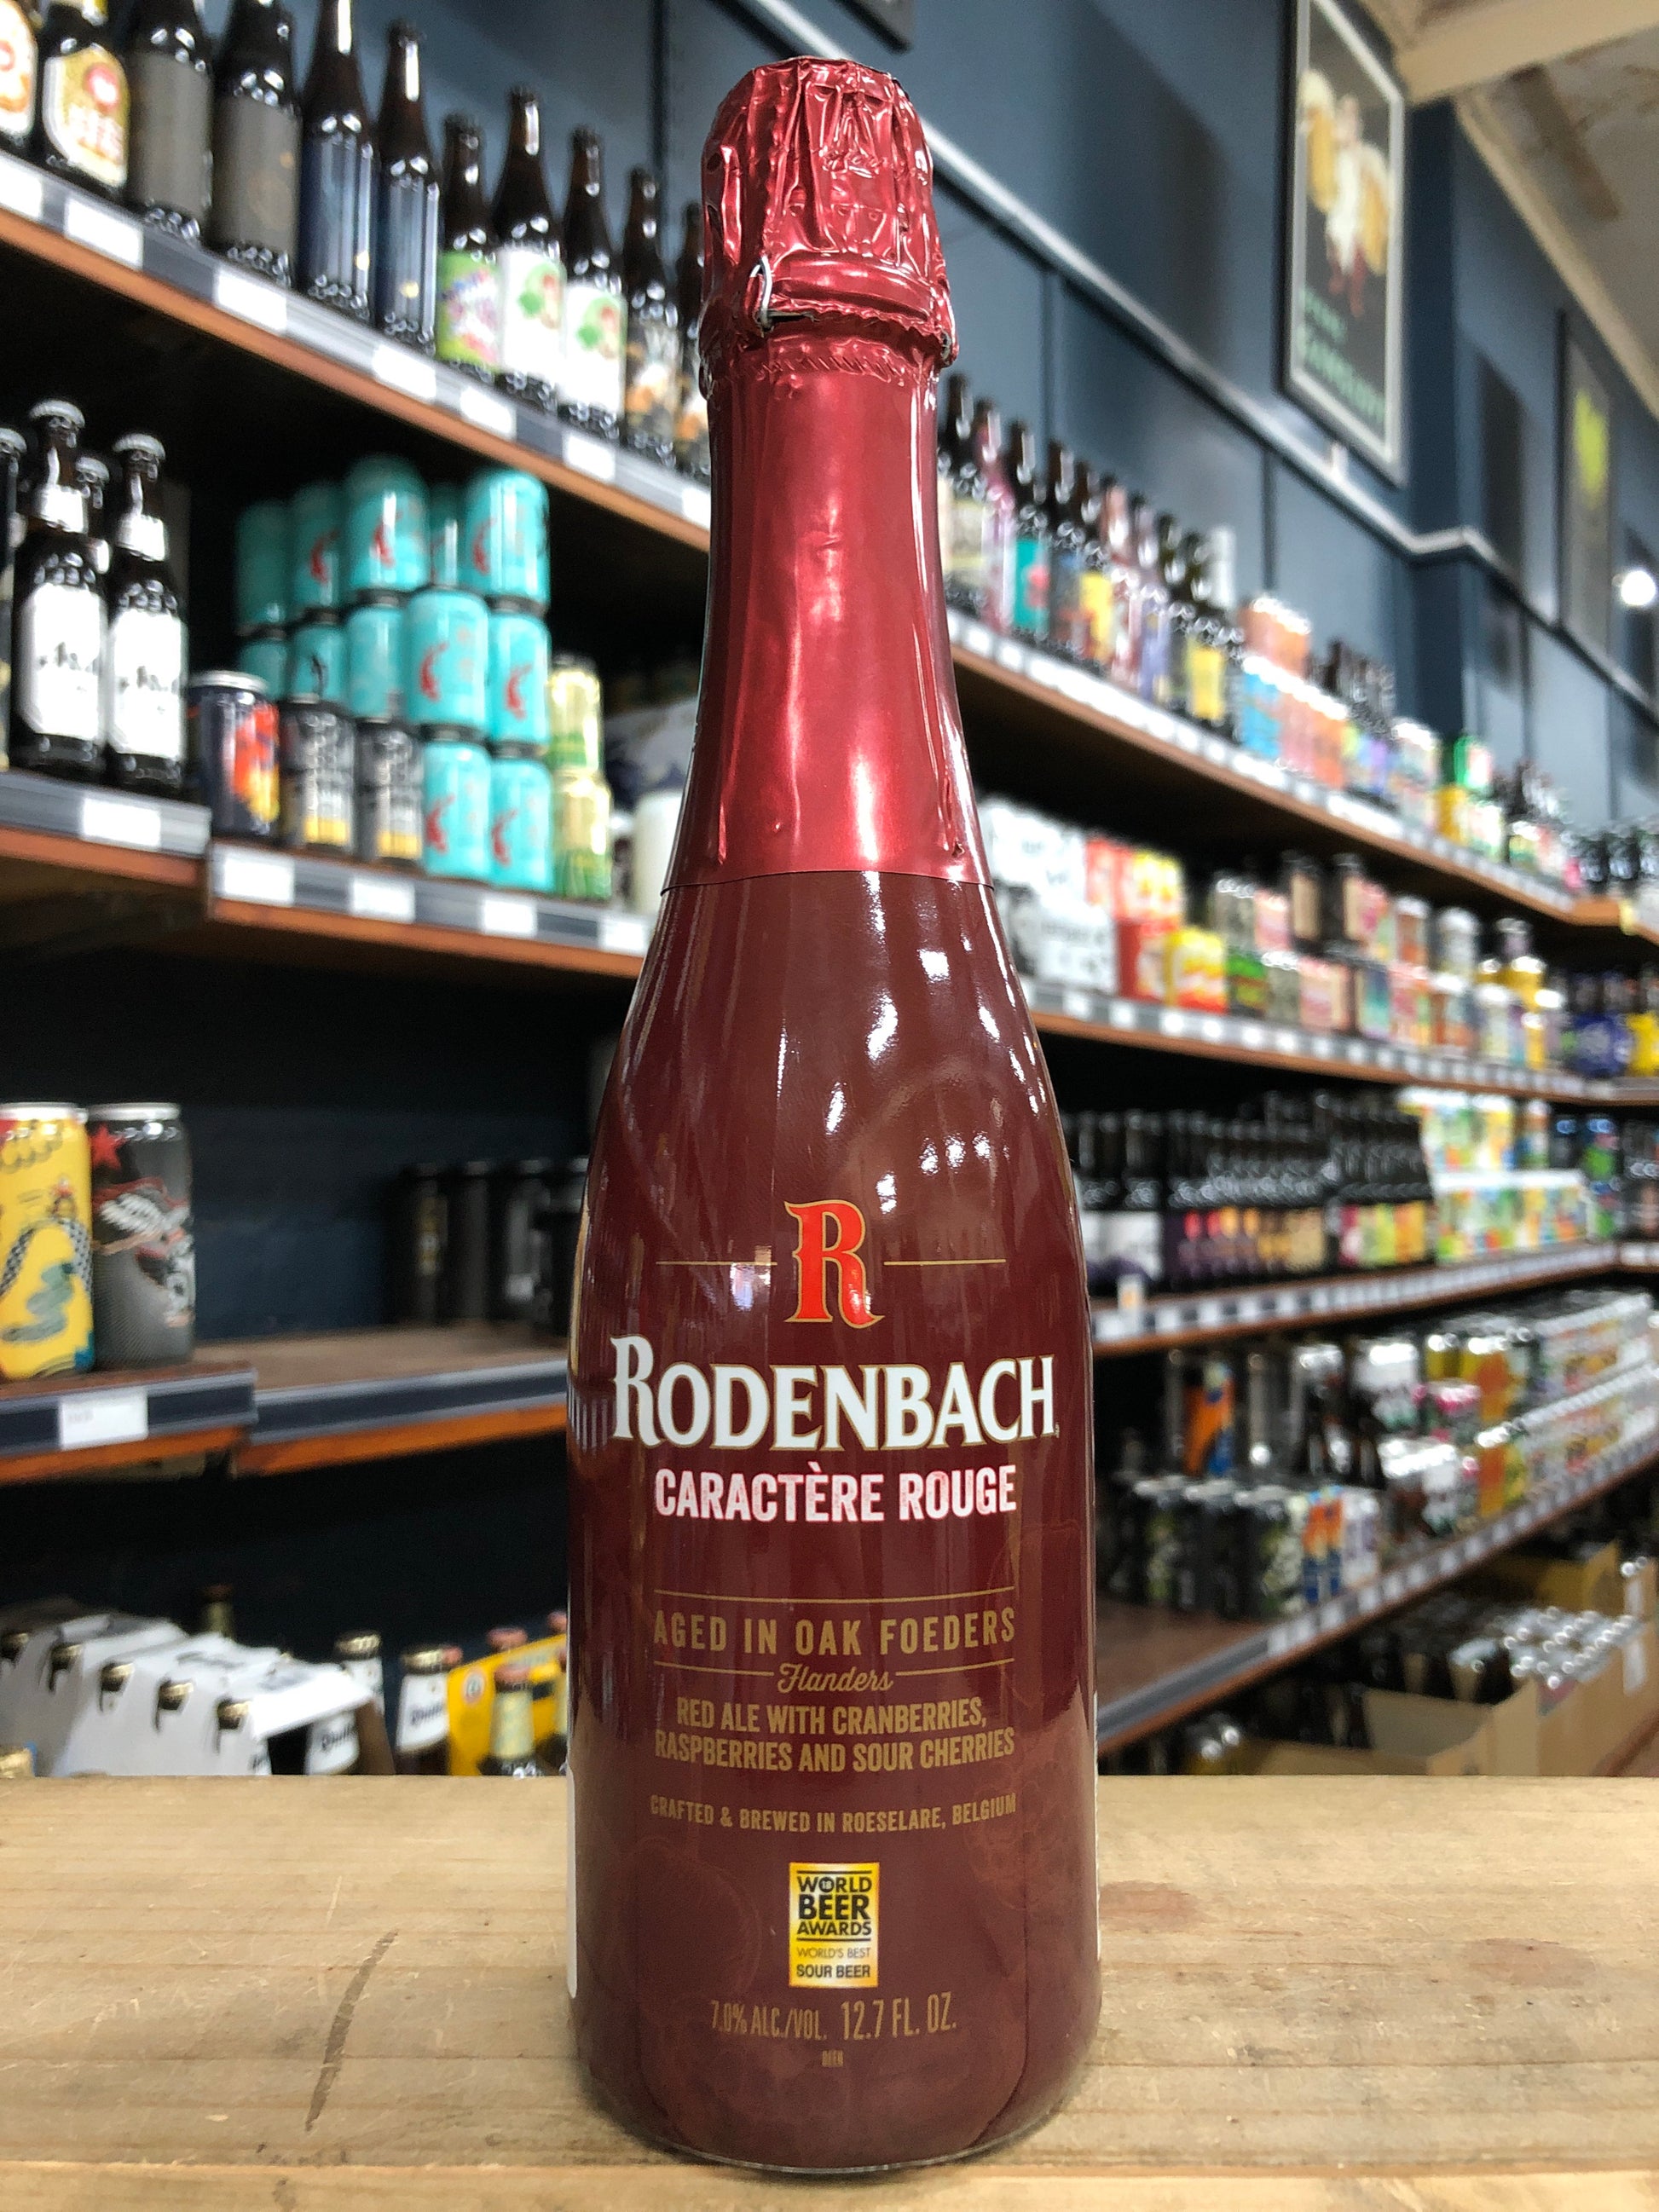 R
RODENBACH
CARACTÈRE ROUGE
AGED IN OAK FOEDERS
Flanders
RED ALE WITH CRANBERRIES,
RASPBERRIES AND SOUR CHERRIES
CRAFTED & BREWED IN ROESELARE, BELGIUM
WORLD
BEER
AWARDS
WORLD'S BEST
SOUR BEER
7.0% ALC./VOL. 12.7 FL. OZ.
BEER